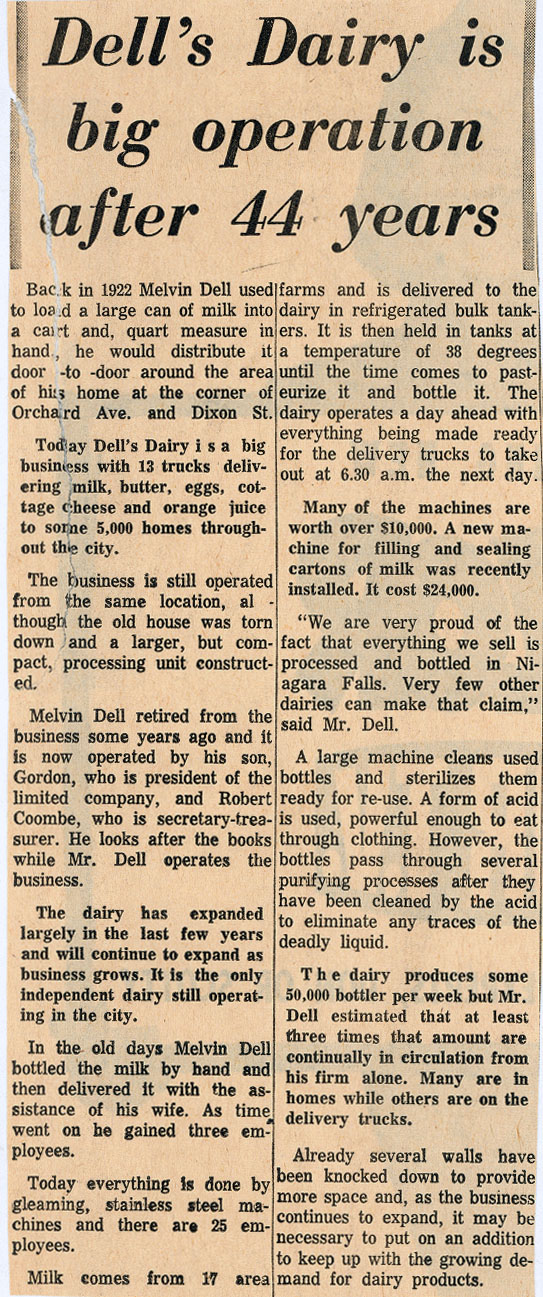 Dell's Dairy is
big operation
after 44 years
Back in 1922 Melvin Dell used
to load a large can of milk into
a cart and, quart measure in
hand, he would distribute it
door -to -door around the area
of his home at the corner of
Orchard Ave. and Dixon St.
Today Dell's Dairy is a big
business with 13 trucks deliv-
ering milk, butter, eggs, cot-
tage cheese and orange juice
to some 5,000 homes through-
out the city.
The business is still operated
from the same location, al -
though the old house was torn
down and a larger, but com-
pact, processing unit construct-
ed.
Melvin Dell retired from the
business some years ago and it
is now operated by his son,
Gordon, who is president of the
limited company, and Robert
Coombe, who is secretary-trea-
surer. He looks after the books
while Mr. Dell operates the
business.
The dairy has expanded
largely in the last few years
and will continue to expand as
business grows. It is the only
independent dairy still operat-
ing in the city.
In the old days Melvin Dell
bottled the milk by hand and
then delivered it with the as-
sistance of his wife. As time
went on he gained three em-
ployees.
Today everything is done by
gleaming, stainless steel ma-
chines and there are 25 em-
ployees.
Milk comes from 17 area
farms and is delivered to the
dairy in refrigerated bulk tank-
ers. It is then held in tanks at
a temperature of 38 degrees
until the time comes to past-
eurize it and bottle it. The
dairy operates a day ahead with
everything being made ready
for the delivery trucks to take
out at 6.30 a.m. the next day.
Many of the machines are
worth over $10,000. A new ma-
chine for filling and sealing
cartons of milk was recently
installed. It cost $24,000.
"We are very proud of the
fact that everything we sell is
processed and bottled in Ni-
agara Falls. Very few other
dairies can make that claim,"
said Mr. Dell.
A large machine cleans used
bottles and sterilizes them
ready for re-use. A form of acid
is used, powerful enough to eat
through clothing. However, the
bottles pass through several
purifying processes after they
have been cleaned by the acid
to eliminate any traces of the
deadly liquid.
The dairy produces some
50,000 bottler per week but Mr.
Dell estimated that at least
three times that amount are
continually in circulation from
his firm alone. Many are in
homes while others are on the
delivery trucks.
Already several walls have
been knocked down to provide
more space and, as the business
continues to expand, it may be
necessary to put on an addition
to keep up with the growing de-
mand for dairy products.